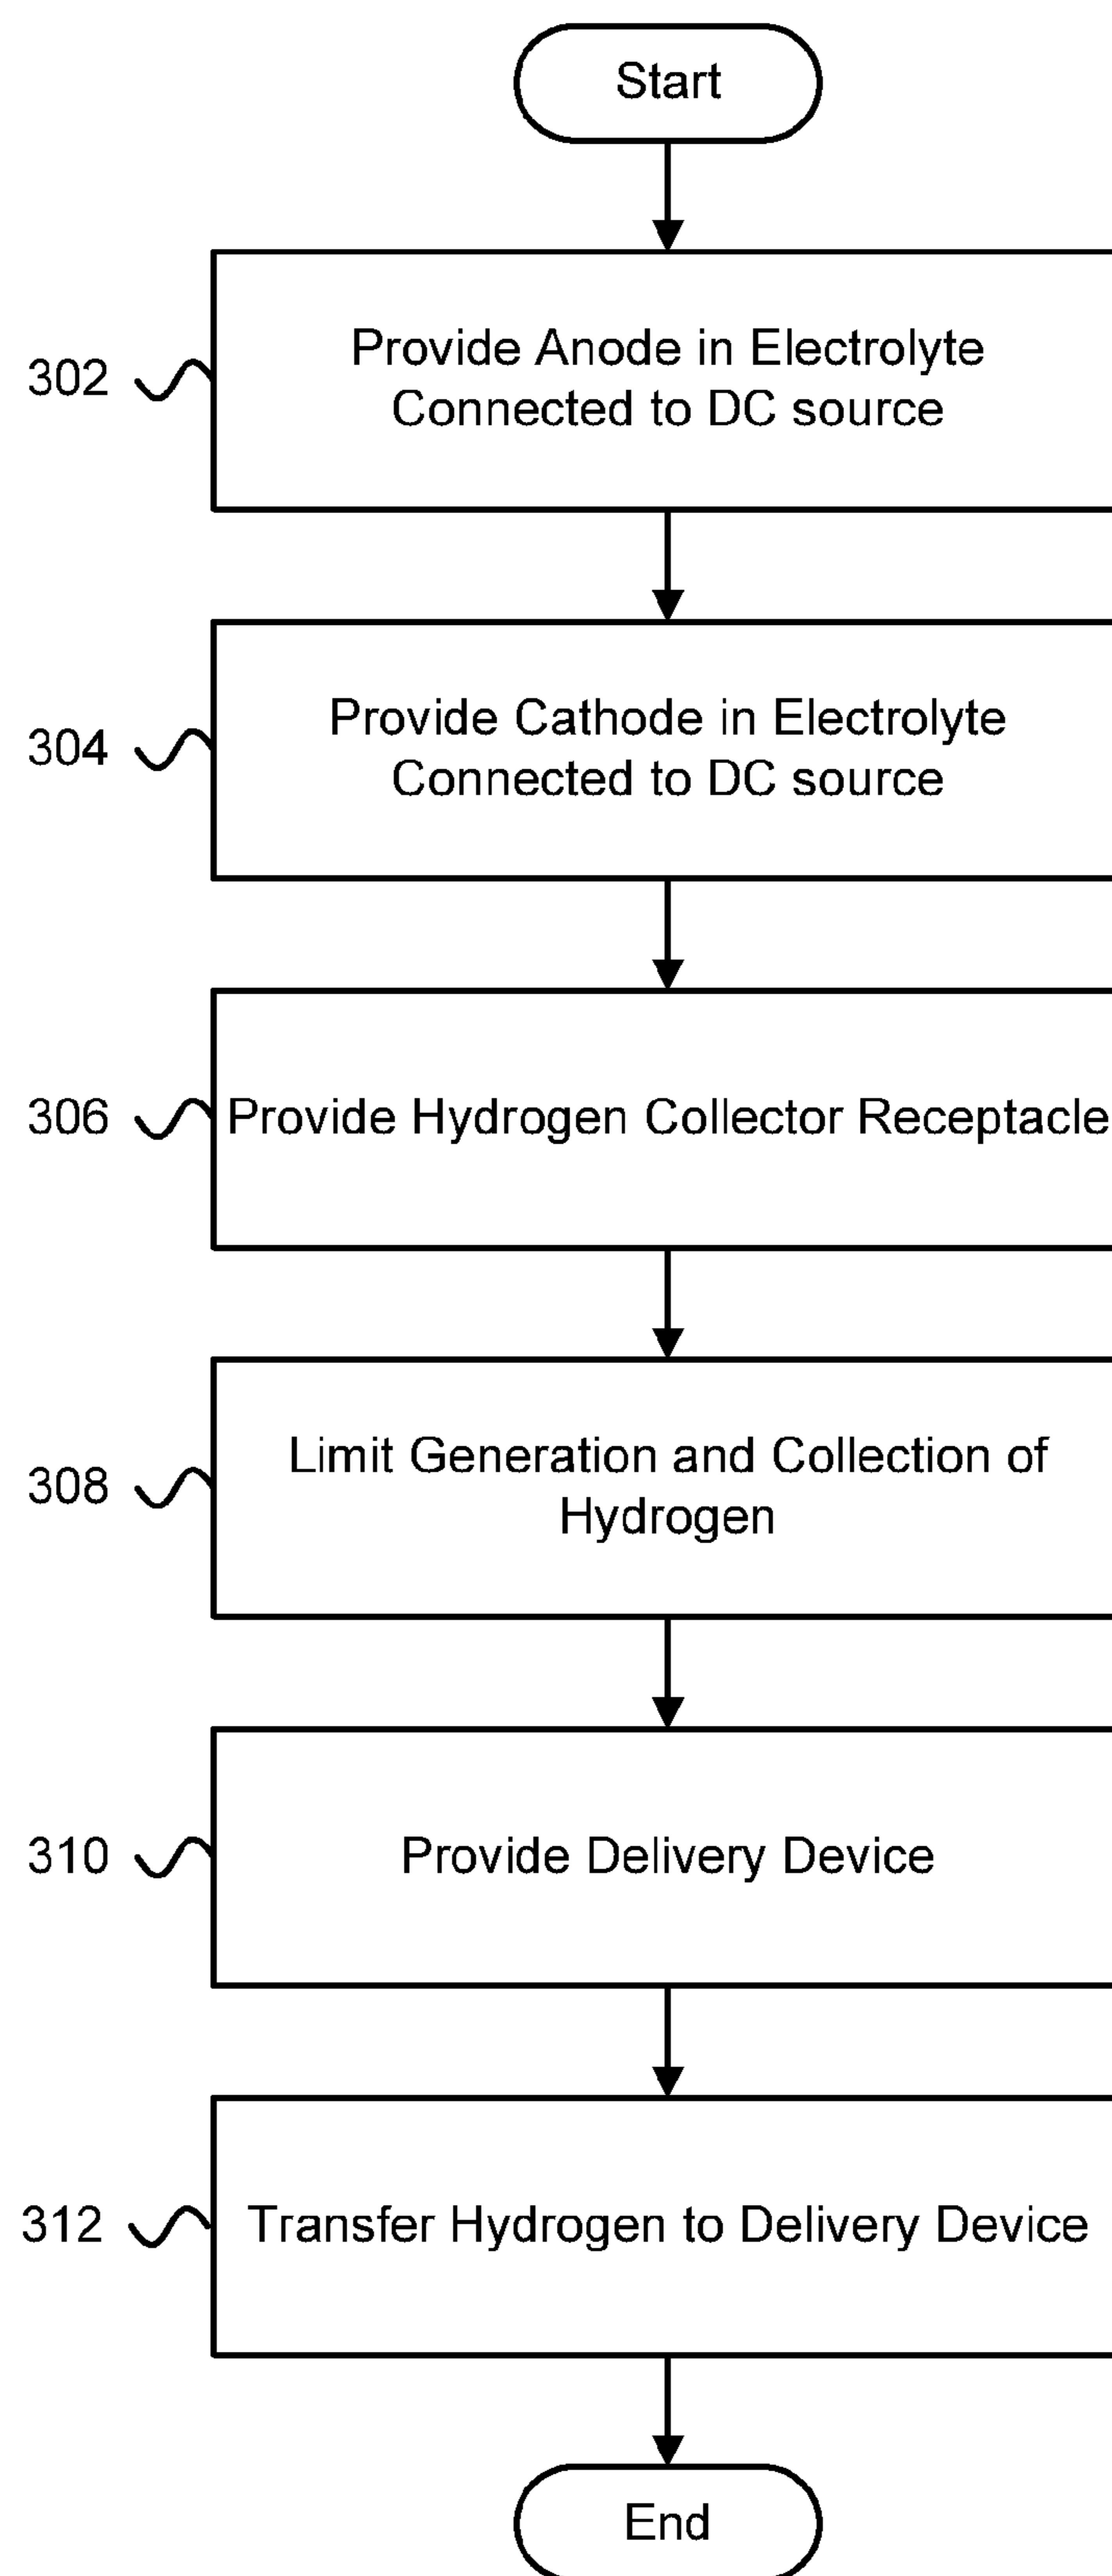 Start
302
Provide Anode in Electrolyte
Connected to DC source
304
Provide Cathode in Electrolyte
Connected to DC source
306
Provide Hydrogen Collector Receptacle
308
Limit Generation and Collection of
Hydrogen
310
Provide Delivery Device
312
Transfer Hydrogen to Delivery Device
End